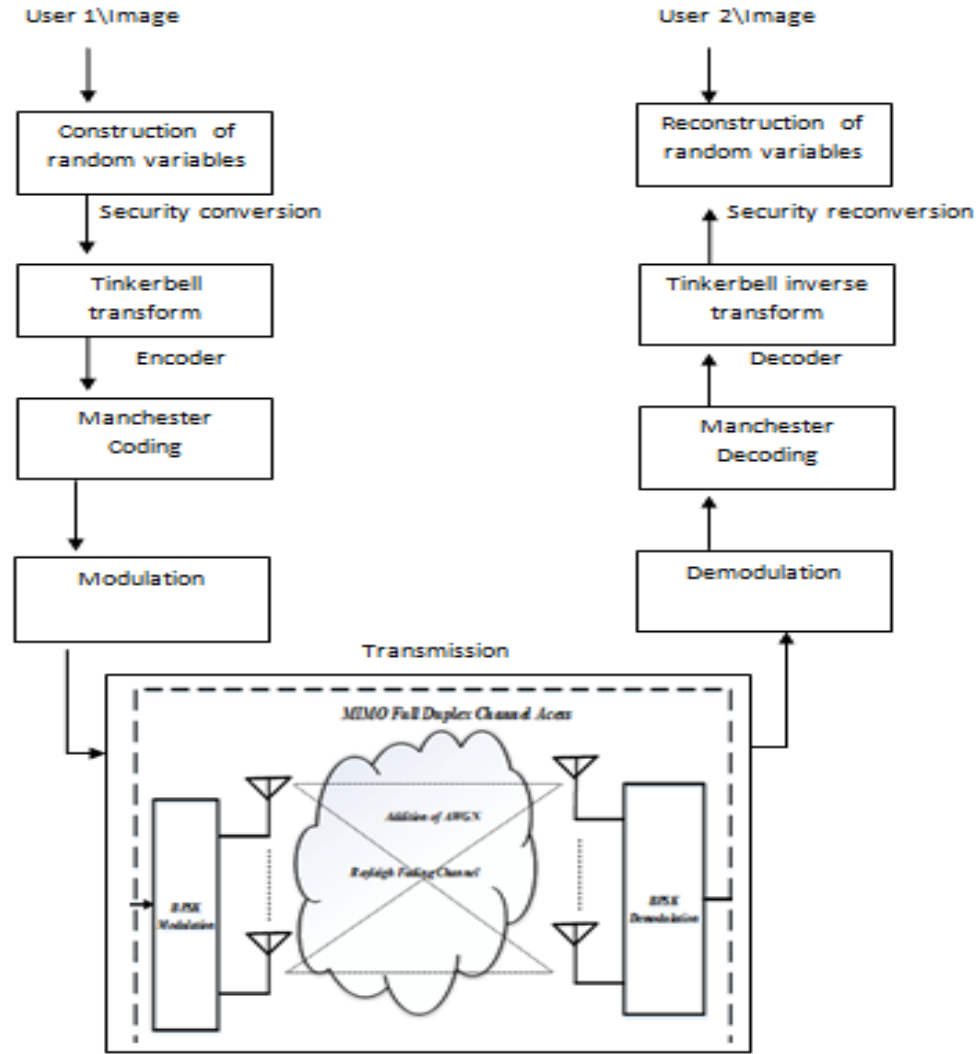 User 1\Image
Construction of
random variables
Security conversion
Tinkerbell
transform
Encoder
Manchester
Coding
Modulation
User 2\Image
Reconstruction of
random variables
Security reconversion
Tinkerbell inverse
transform
Decoder
Manchester
Decoding
Demodulation
Transmission
MIMO Full Duplex Channel Acess
Addition of AWGN
Rayleigh Fading Channel
BPSK
Modulation
BPSK
Demodulation